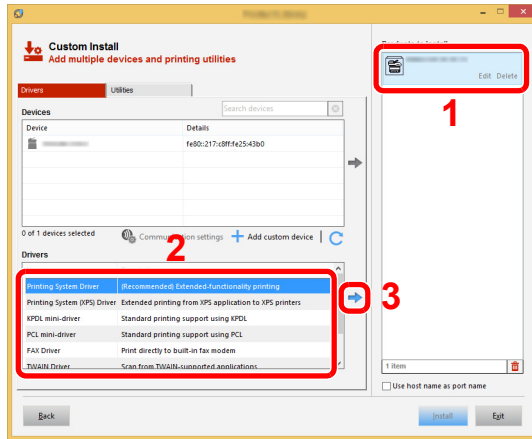 Custom Install
Add multiple devices and printing utilities
Drivers Utilities
Devices Search devices
Device Details
fe80::217:c8ff:fe25:43b0
0 of 1 devices selected Communication settings Add custom device
Drivers
Printing System Driver (Recommended) Extended-functionality printing
Printing System (XPS) Driver Extended printing from XPS application to XPS printers
KPDL mini-driver Standard printing support using KPDL
PCL mini-driver Standard printing support using PCL
FAX Driver Print directly to built-in fax modem
TWAIN Driver Scan from TWAIN-supported applications
2
3
Edit Delete
1
1 item
Use host name as port name
Back Install Exit